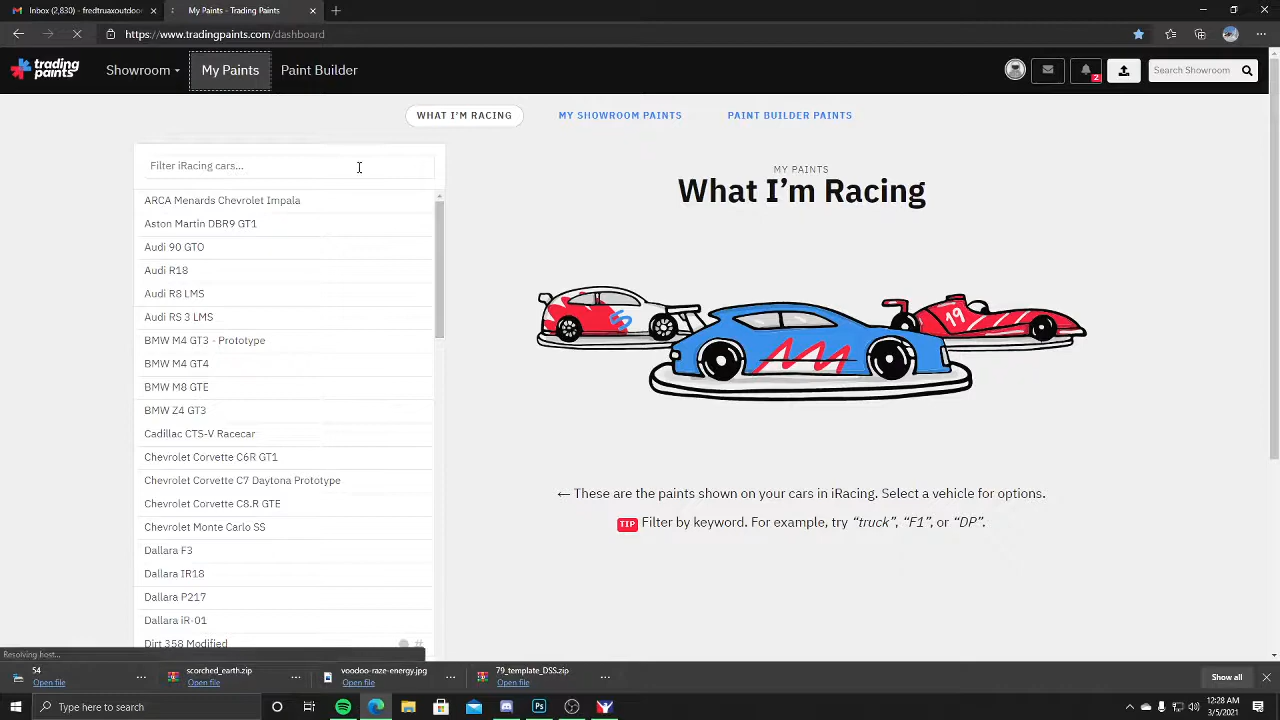 Inbox (2,830) - fredtruaxoutdoor
My Paints - Trading Paints
https://www.tradingpaints.com/dashboard
trading paints
Showroom
My Paints
Paint Builder
2
Search Showroom
WHAT I'M RACING
MY SHOWROOM PAINTS
PAINT BUILDER PAINTS
Filter iRacing cars...
ARCA Menards Chevrolet Impala
Aston Martin DBR9 GT1
Audi 90 GTO
Audi R18
Audi R8 LMS
Audi RS 3 LMS
BMW M4 GT3 - Prototype
BMW M4 GT4
BMW M8 GTE
BMW Z4 GT3
Cadillac CTS-V Racecar
Chevrolet Corvette C6R GT1
Chevrolet Corvette C7 Daytona Prototype
Chevrolet Corvette C8.R GTE
Chevrolet Monte Carlo SS
Dallara F3
Dallara IR18
Dallara P217
Dallara iR-01
Dirt 358 Modified #
MY PAINTS
What I'm Racing
19
← These are the paints shown on your cars in iRacing. Select a vehicle for options.
TIP Filter by keyword. For example, try "truck", "F1", or "DP".
Resolving host...
54
Open file
scorched_earth.zip
Open file
voodoo-raze-energy.jpg
Open file
79_template_DSS.zip
Open file
Show all
Type here to search
Ps
12:28 AM
3/5/2021